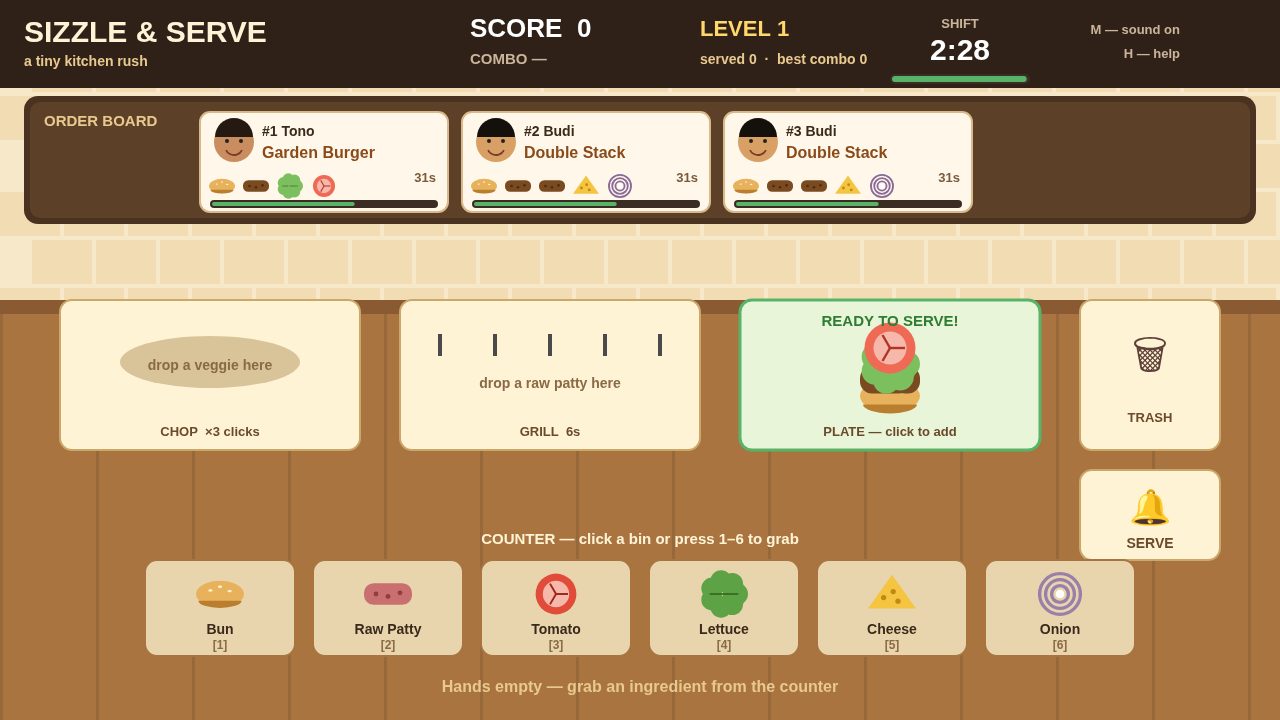 SIZZLE & SERVE
a tiny kitchen rush
SCORE 0
COMBO —
LEVEL 1
served 0 · best combo 0
SHIFT
2:28
M — sound on
H — help
ORDER BOARD
#1 Tono
Garden Burger
31s
#2 Budi
Double Stack
31s
#3 Budi
Double Stack
31s
drop a veggie here
CHOP ×3 clicks
drop a raw patty here
GRILL 6s
READY TO SERVE!
PLATE — click to add
TRASH
SERVE
COUNTER — click a bin or press 1–6 to grab
Bun
[1]
Raw Patty
[2]
Tomato
[3]
Lettuce
[4]
Cheese
[5]
Onion
[6]
Hands empty — grab an ingredient from the counter